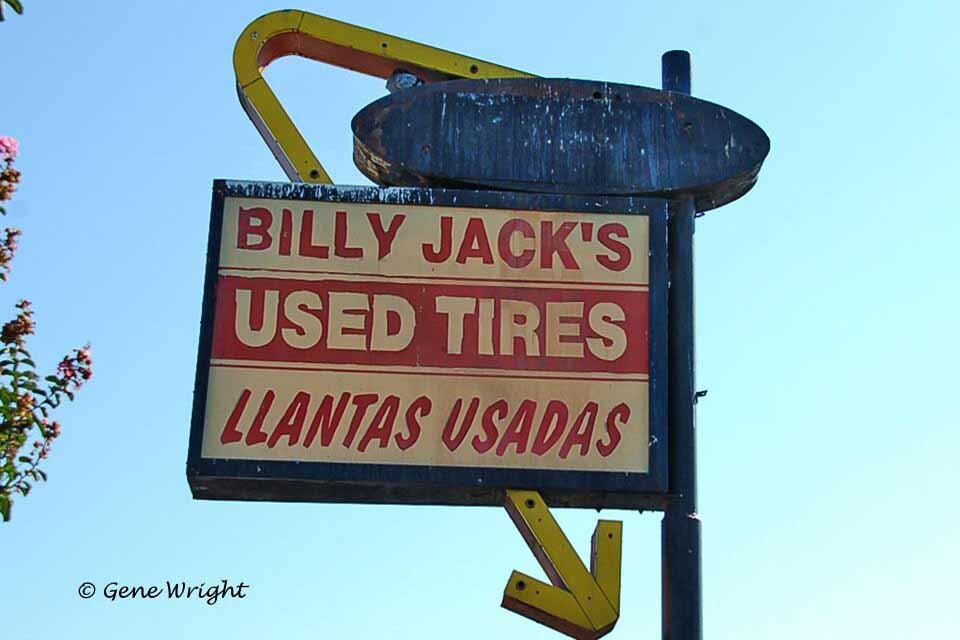 BILLY JACK'S
USED TIRES
LLANTAS USADAS
© Gene Wright